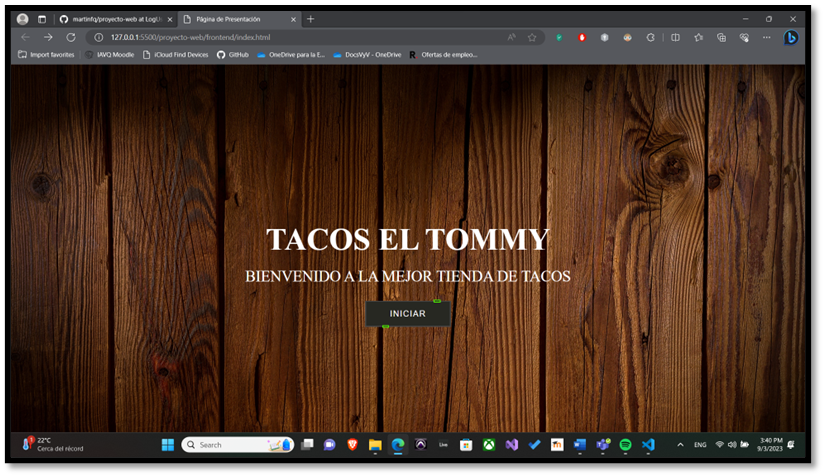 martinfq/proyecto-web at LogU
Página de Presentación
127.0.0.1:5500/proyecto-web/frontend/index.html
Import favorites
IAVQ Moodle
iCloud Find Devices
GitHub
OneDrive para la E...
DocsVyV - OneDrive
Ofertas de empleo...
TACOS EL TOMMY
BIENVENIDO A LA MEJOR TIENDA DE TACOS
INICIAR
1
22°C
Cerca del récord
Search
Live
ENG
3:40 PM
9/3/2023